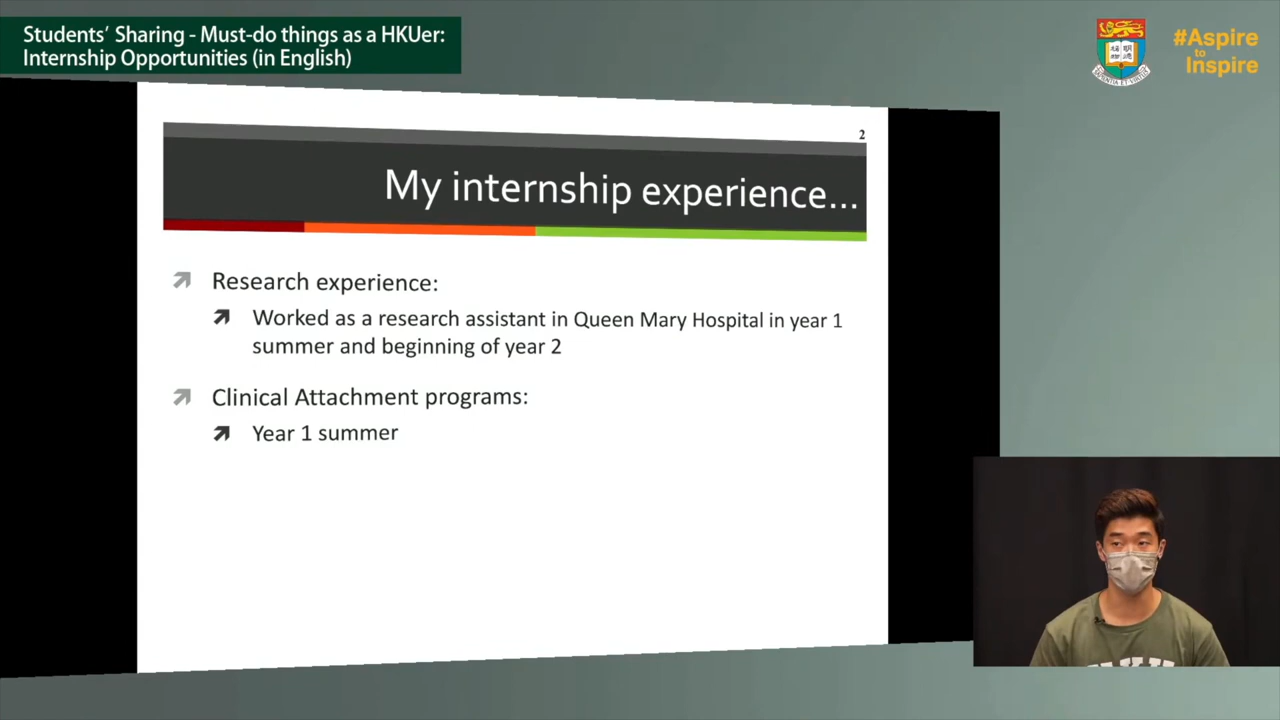 Students' Sharing - Must-do things as a HKUer:
Internship Opportunities (in English)
#Aspire
to
Inspire
2
My internship experience...
Research experience:
Worked as a research assistant in Queen Mary Hospital in year 1
summer and beginning of year 2
Clinical Attachment programs:
Year 1 summer